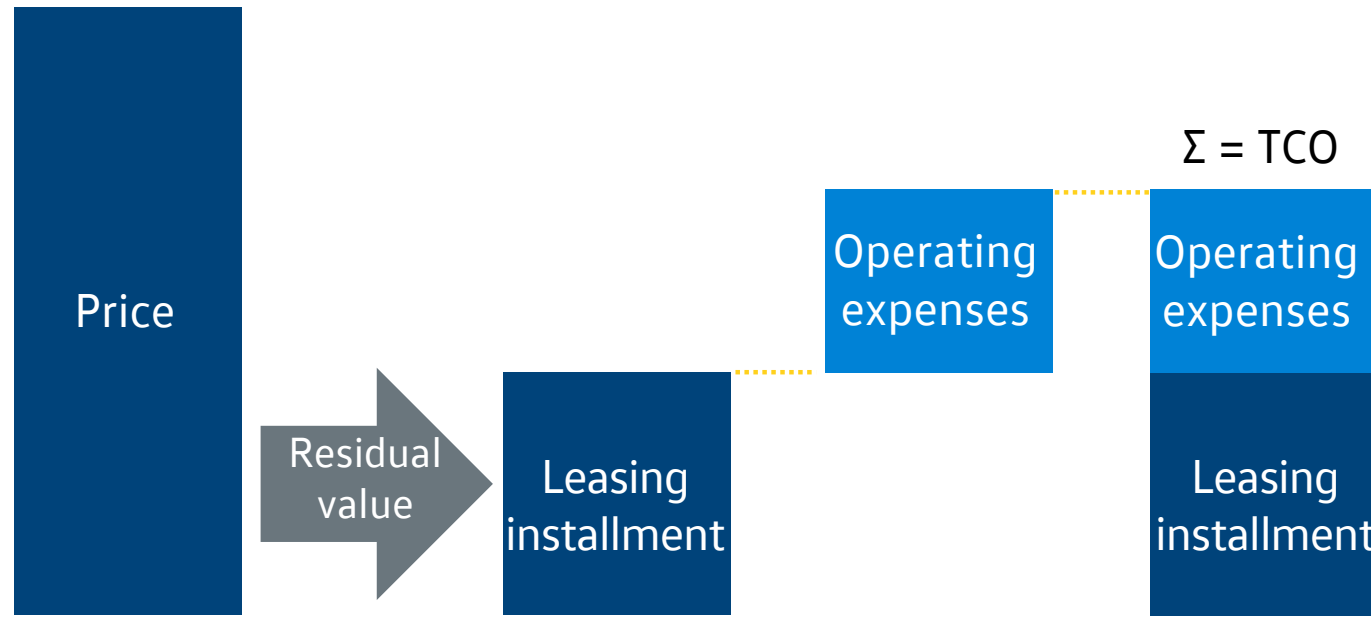 Price
Residual
value
Leasing
installment
Operating
expenses
Σ = TCO
Operating
expenses
Leasing
installment